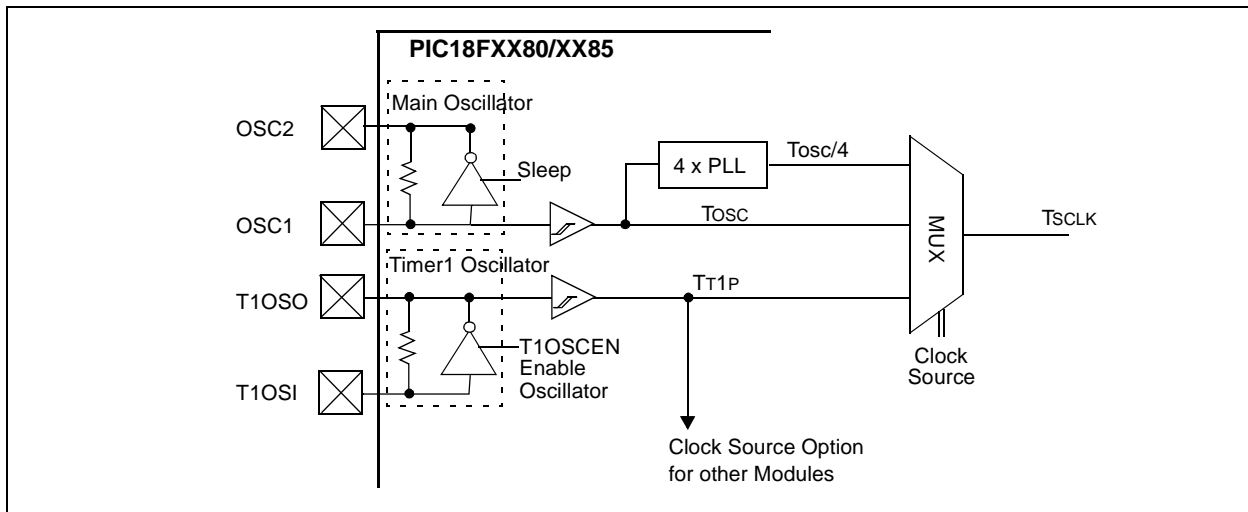 PIC18FXX80/XX85
Main Oscillator
OSC2
Sleep
4 x PLL
TOSC/4
OSC1
TOSC
MUX
TSCLK
Timer1 Oscillator
T1OSO
TT1P
T1OSCEN
Enable
Oscillator
Clock
Source
T1OSI
Clock Source Option
for other Modules